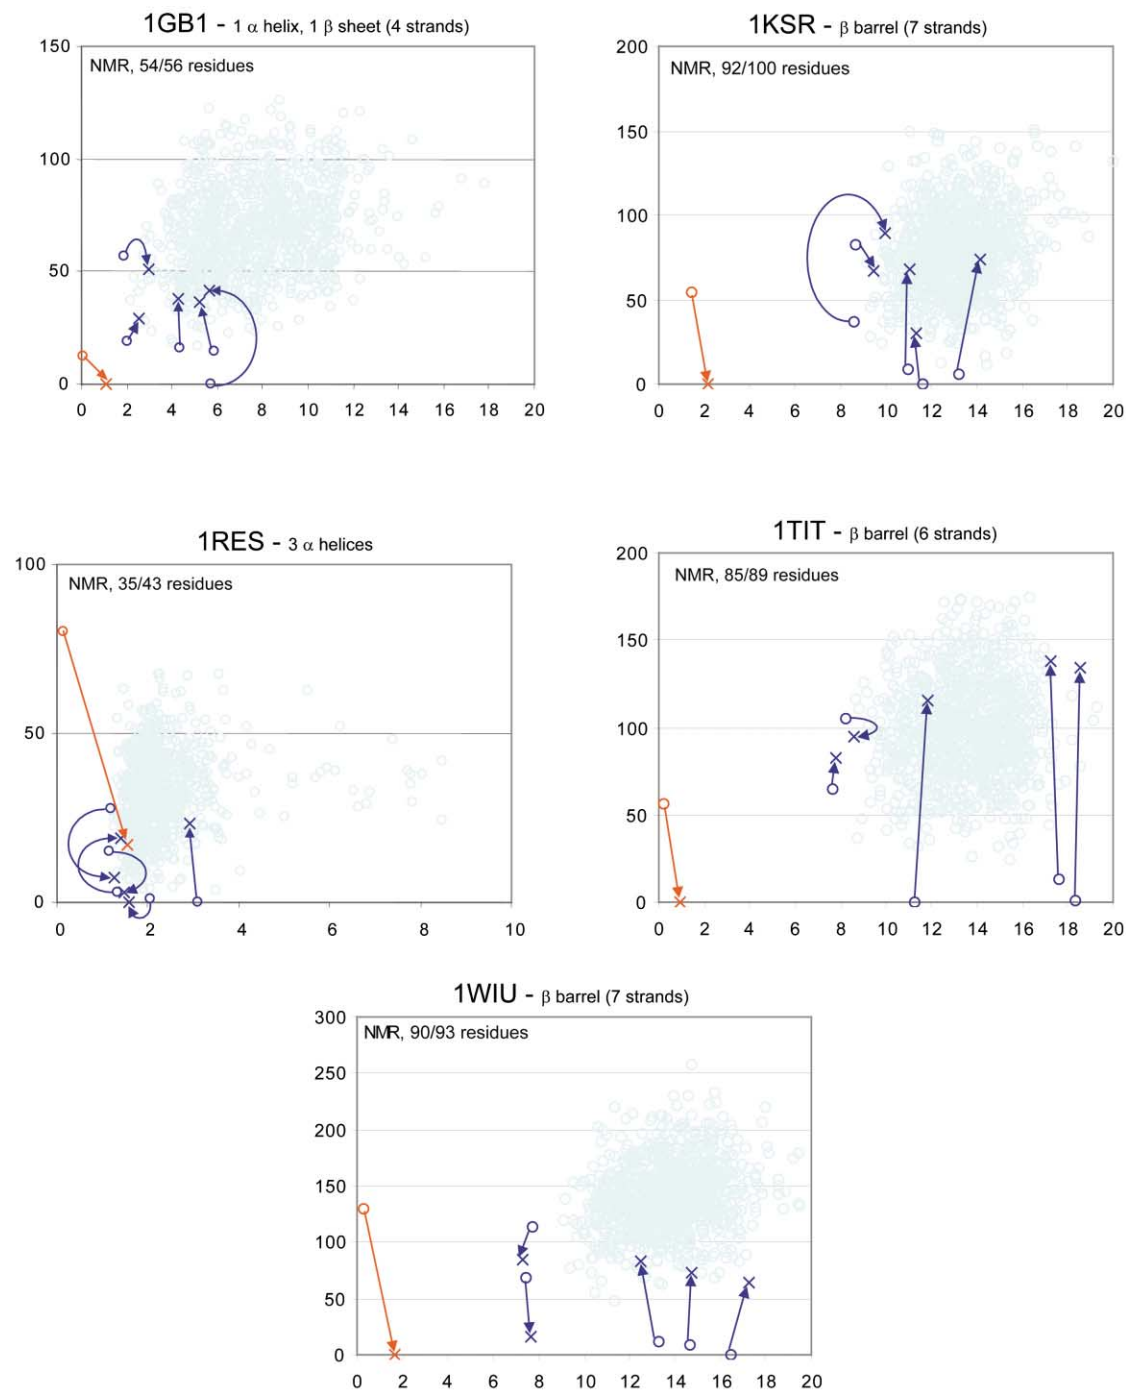 1GB1 - 1 α helix, 1 β sheet (4 strands)
NMR, 54/56 residues
150
100
50
0
0 2 4 6 8 10 12 14 16 18 20
1KSR - β barrel (7 strands)
NMR, 92/100 residues
200
150
100
50
0
0 2 4 6 8 10 12 14 16 18 20
1RES - 3 α helices
NMR, 35/43 residues
100
50
0
0 2 4 6 8 10
1TIT - β barrel (6 strands)
NMR, 85/89 residues
200
150
100
50
0
0 2 4 6 8 10 12 14 16 18 20
1WIU - β barrel (7 strands)
NMR, 90/93 residues
300
250
200
150
100
50
0
0 2 4 6 8 10 12 14 16 18 20